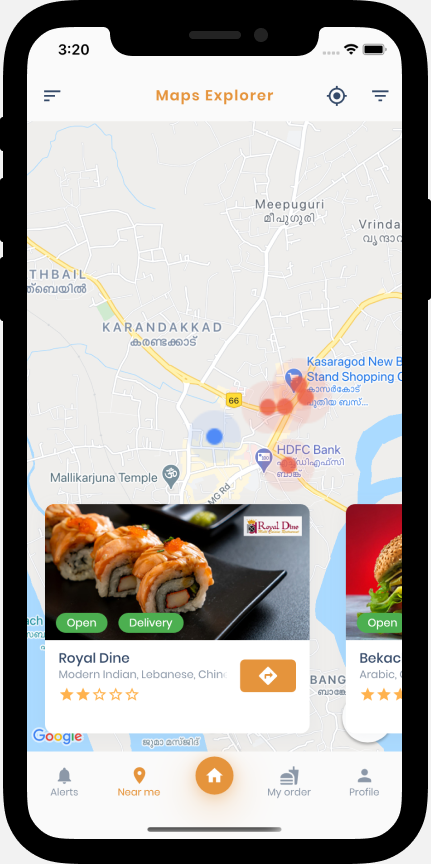 3:20
Maps Explorer
Meepuguri
മീപുഗുരി
Vrinda
വൃന്ദാവ
THBAIL
ത്ബെയിൽ
KARANDAKKAD
കരണ്ടക്കാട്
Kasaragod New B
Stand Shopping C
കാസർകോട്
പുതിയ ബസ്...
66
HDFC Bank
എച്ച്ഡിഎഫ്സി
ബാങ്ക്
Mallikarjuna Temple
MG Rd
Royal Dine
Open
Delivery
Open
Royal Dine
Modern Indian, Lebanese, Chin
Bekac
Arabic,
BANG
ബാങ്ക
Google
ജുമാ മസ്ജിദ്
Alerts
Near me
My order
Profile